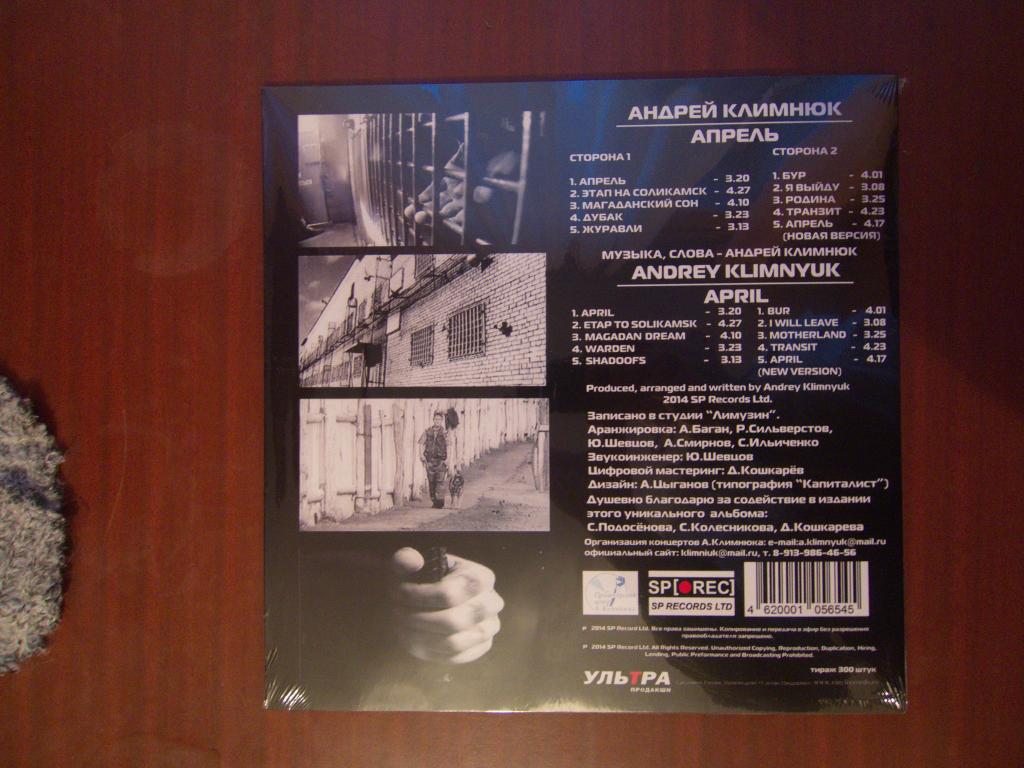 АНДРЕЙ КЛИМНЮК
АПРЕЛЬ
СТОРОНА 1
1. АПРЕЛЬ - 3.20
2. ЭТАП НА СОЛИКАМСК - 4.27
3. МАГАДАНСКИЙ СОН - 4.10
4. ДУБАК - 3.23
5. ЖУРАВЛИ - 3.13
СТОРОНА 2
1. БУР - 4.01
2. Я ВЫЙДУ - 3.08
3. РОДИНА - 3.25
4. ТРАНЗИТ - 4.23
5. АПРЕЛЬ - 4.17
(НОВАЯ ВЕРСИЯ)
МУЗЫКА, СЛОВА - АНДРЕЙ КЛИМНЮК
ANDREY KLIMNYUK
APRIL
1. APRIL - 3.20
2. ETAP TO SOLIKAMSK - 4.27
3. MAGADAN DREAM - 4.10
4. WARDEN - 3.23
5. SHADOOFS - 3.13
1. BUR - 4.01
2. I WILL LEAVE - 3.08
3. MOTHERLAND - 3.25
4. TRANSIT - 4.23
5. APRIL - 4.17
(NEW VERSION)
Produced, arranged and written by Andrey Klimnyuk
2014 SP Records Ltd.
Записано в студии "Лимузин".
Аранжировка: А.Баган, Р.Сильверстов,
Ю.Шевцов, А.Смирнов, С.Ильиченко
Звукоинженер: Ю.Шевцов
Цифровой мастеринг: Д.Кошкарёв
Дизайн: А.Цыганов (типография "Капиталист")
Душевно благодарю за содействие в издании
этого уникального альбома:
С.Подосёнова, С.Колесникова, Д.Кошкарева
Организация концертов А.Климнюка: e-mail:a.klimnyuk@mail.ru
официальный сайт: klimniuk@mail.ru, т. 8-913-986-46-56
SP[●REC]
SP RECORDS LTD
4 620001 056545
P 2014 SP Record Ltd. Все права защищены. Копирование и передача в эфир без разрешения
правообладателя запрещено.
P 2014 SP Record Ltd. All Rights Reserved. Unauthorized Copying, Reproduction, Duplication, Hiring,
Lending, Public Preformance and Broadcasting Prohibited.
УЛЬТРА
ПРОДАКШН
тираж 300 штук